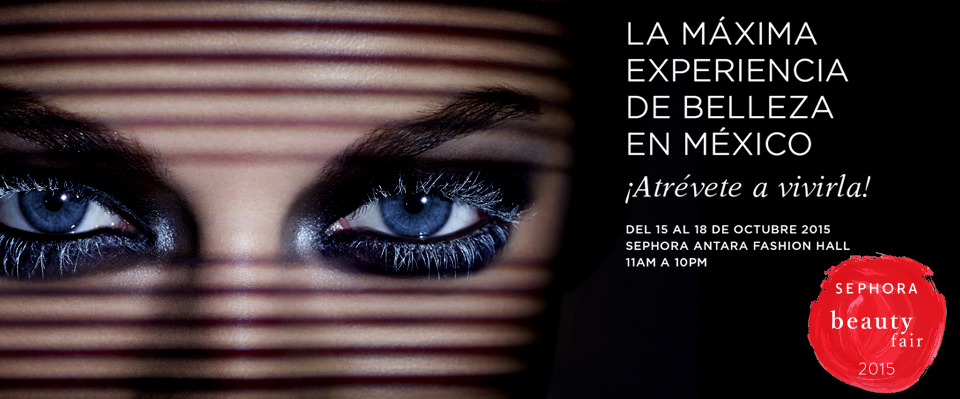 LA MÁXIMA
EXPERIENCIA
DE BELLEZA
EN MÉXICO
¡Atrévete a vivirla!
DEL 15 AL 18 DE OCTUBRE 2015
SEPHORA ANTARA FASHION HALL
11AM A 10PM
SEPHORA
beauty
fair
2015